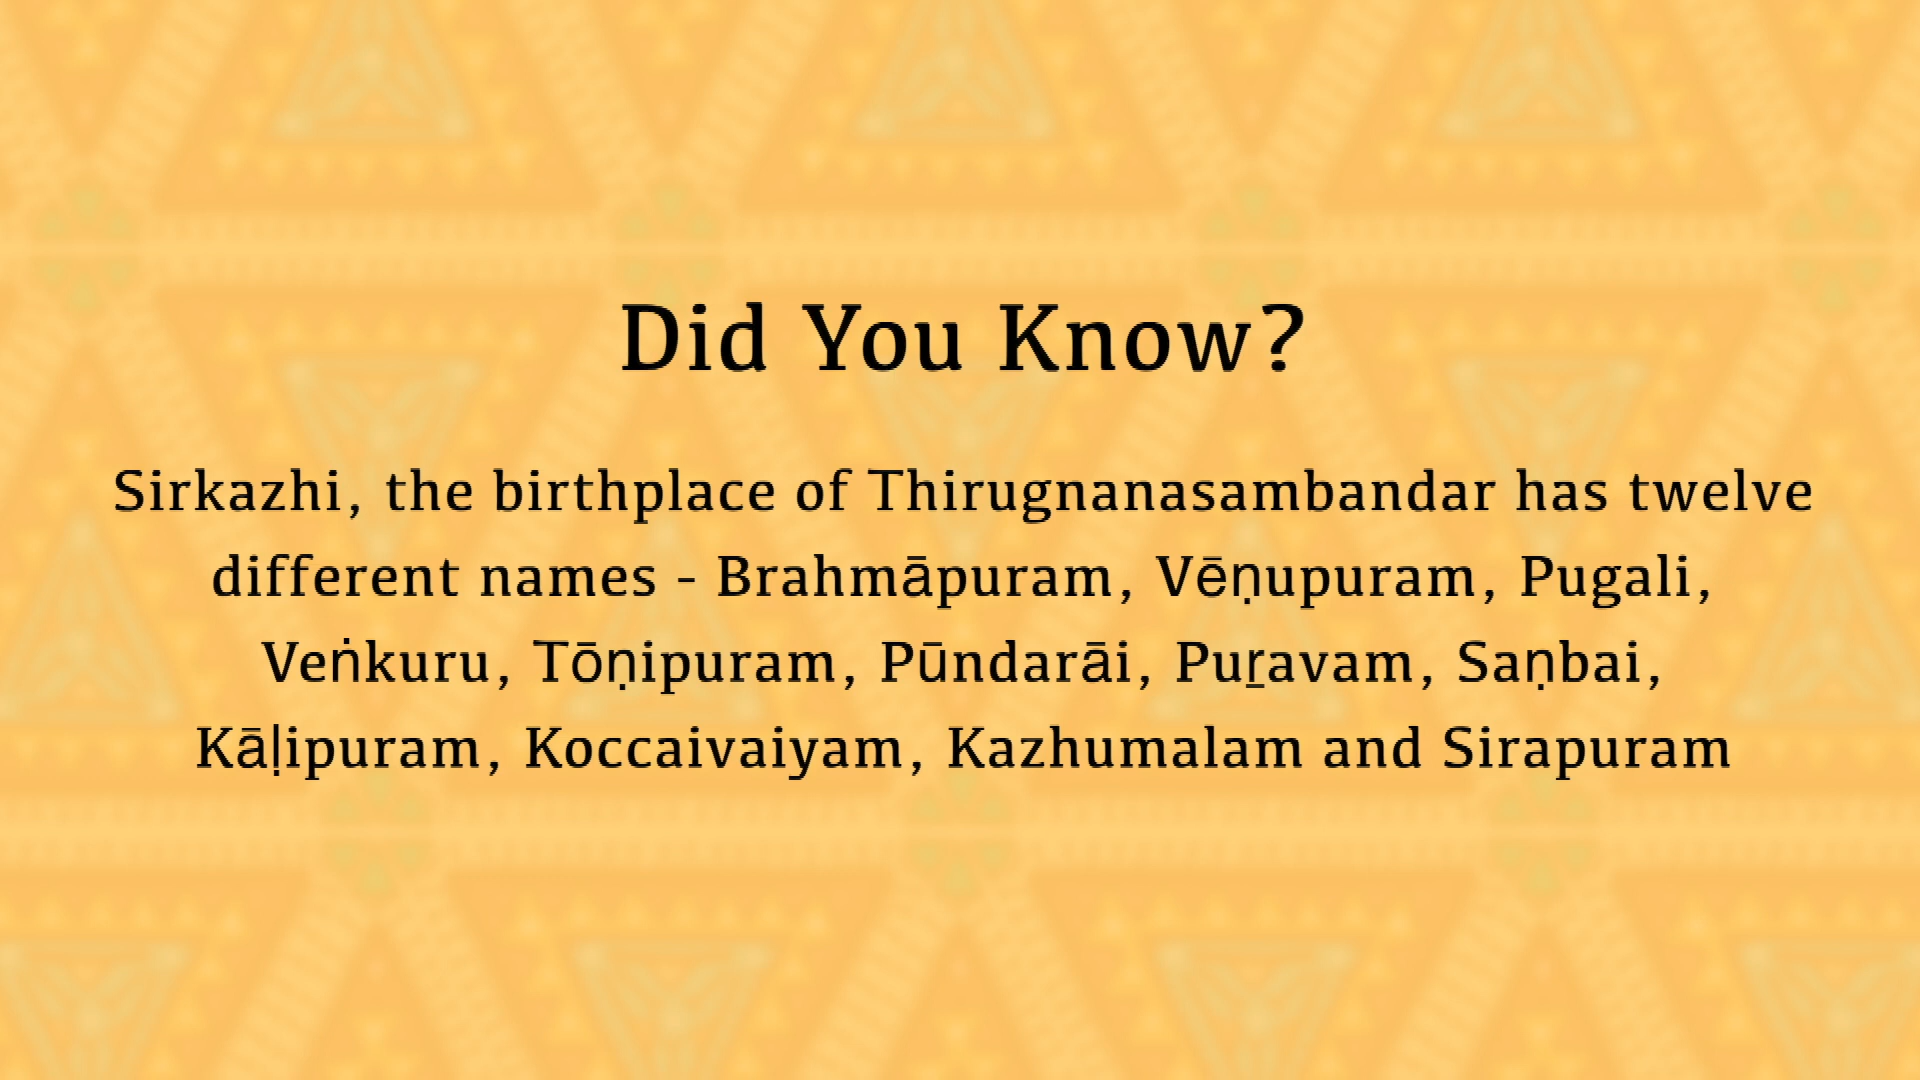 Did You Know?
Sirkazhi, the birthplace of Thirugnanasambandar has twelve
different names - Brahmāpuram, Vēṇupuram, Pugali,
Veṅkuru, Tōṇipuram, Pūndarāi, Puṟavam, Saṇbai,
Kāḷipuram, Koccaivaiyam, Kazhumalam and Sirapuram